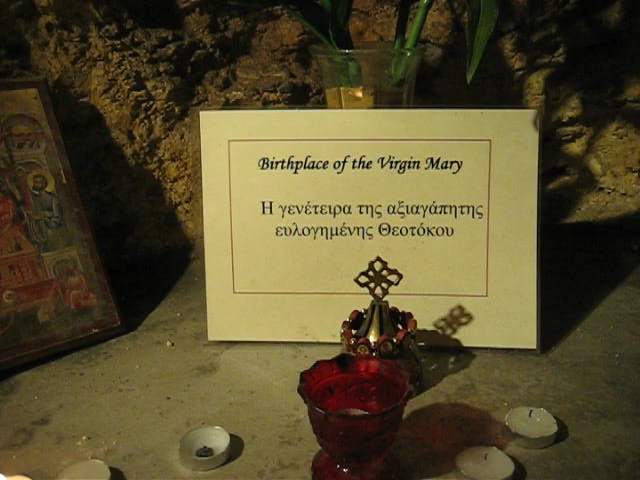 Birthplace of the Virgin Mary
Η γενέτειρα της αξιαγάπητης
ευλογημένης Θεοτόκου